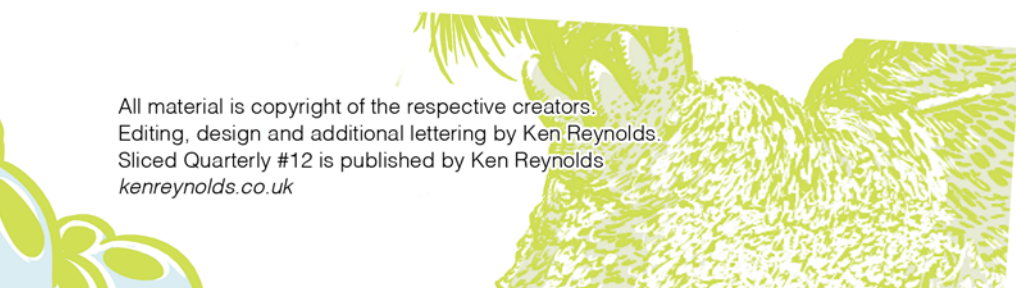 All material is copyright of the respective creators.
Editing, design and additional lettering by Ken Reynolds.
Sliced Quarterly #12 is published by Ken Reynolds
kenreynolds.co.uk